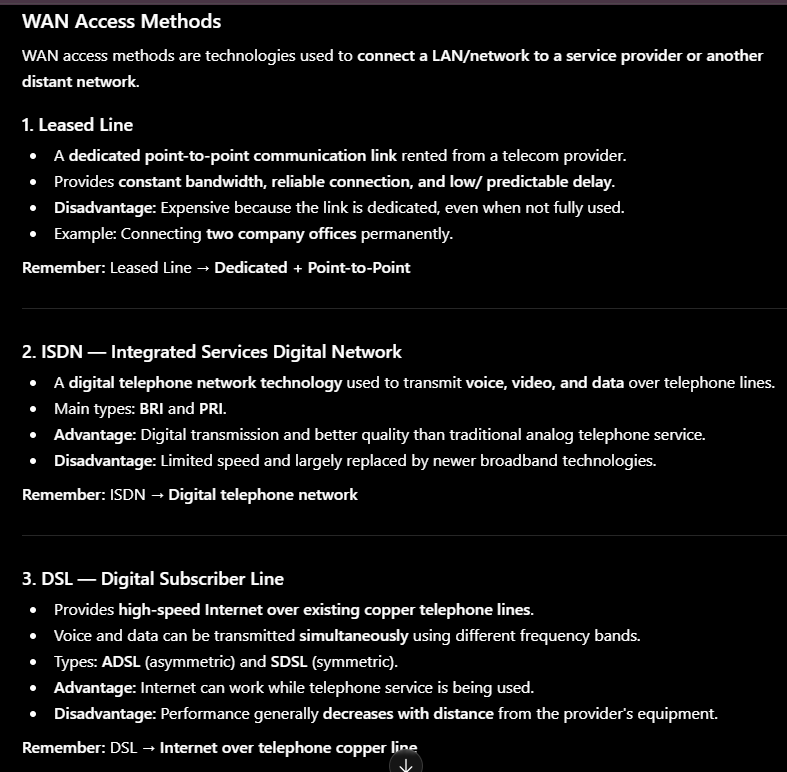 WAN Access Methods
WAN access methods are technologies used to connect a LAN/network to a service provider or another
distant network.
1. Leased Line
• A dedicated point-to-point communication link rented from a telecom provider.
• Provides constant bandwidth, reliable connection, and low/ predictable delay.
• Disadvantage: Expensive because the link is dedicated, even when not fully used.
• Example: Connecting two company offices permanently.
Remember: Leased Line → Dedicated + Point-to-Point
2. ISDN — Integrated Services Digital Network
• A digital telephone network technology used to transmit voice, video, and data over telephone lines.
• Main types: BRI and PRI.
• Advantage: Digital transmission and better quality than traditional analog telephone service.
• Disadvantage: Limited speed and largely replaced by newer broadband technologies.
Remember: ISDN → Digital telephone network
3. DSL — Digital Subscriber Line
• Provides high-speed Internet over existing copper telephone lines.
• Voice and data can be transmitted simultaneously using different frequency bands.
• Types: ADSL (asymmetric) and SDSL (symmetric).
• Advantage: Internet can work while telephone service is being used.
• Disadvantage: Performance generally decreases with distance from the provider's equipment.
Remember: DSL → Internet over telephone copper line